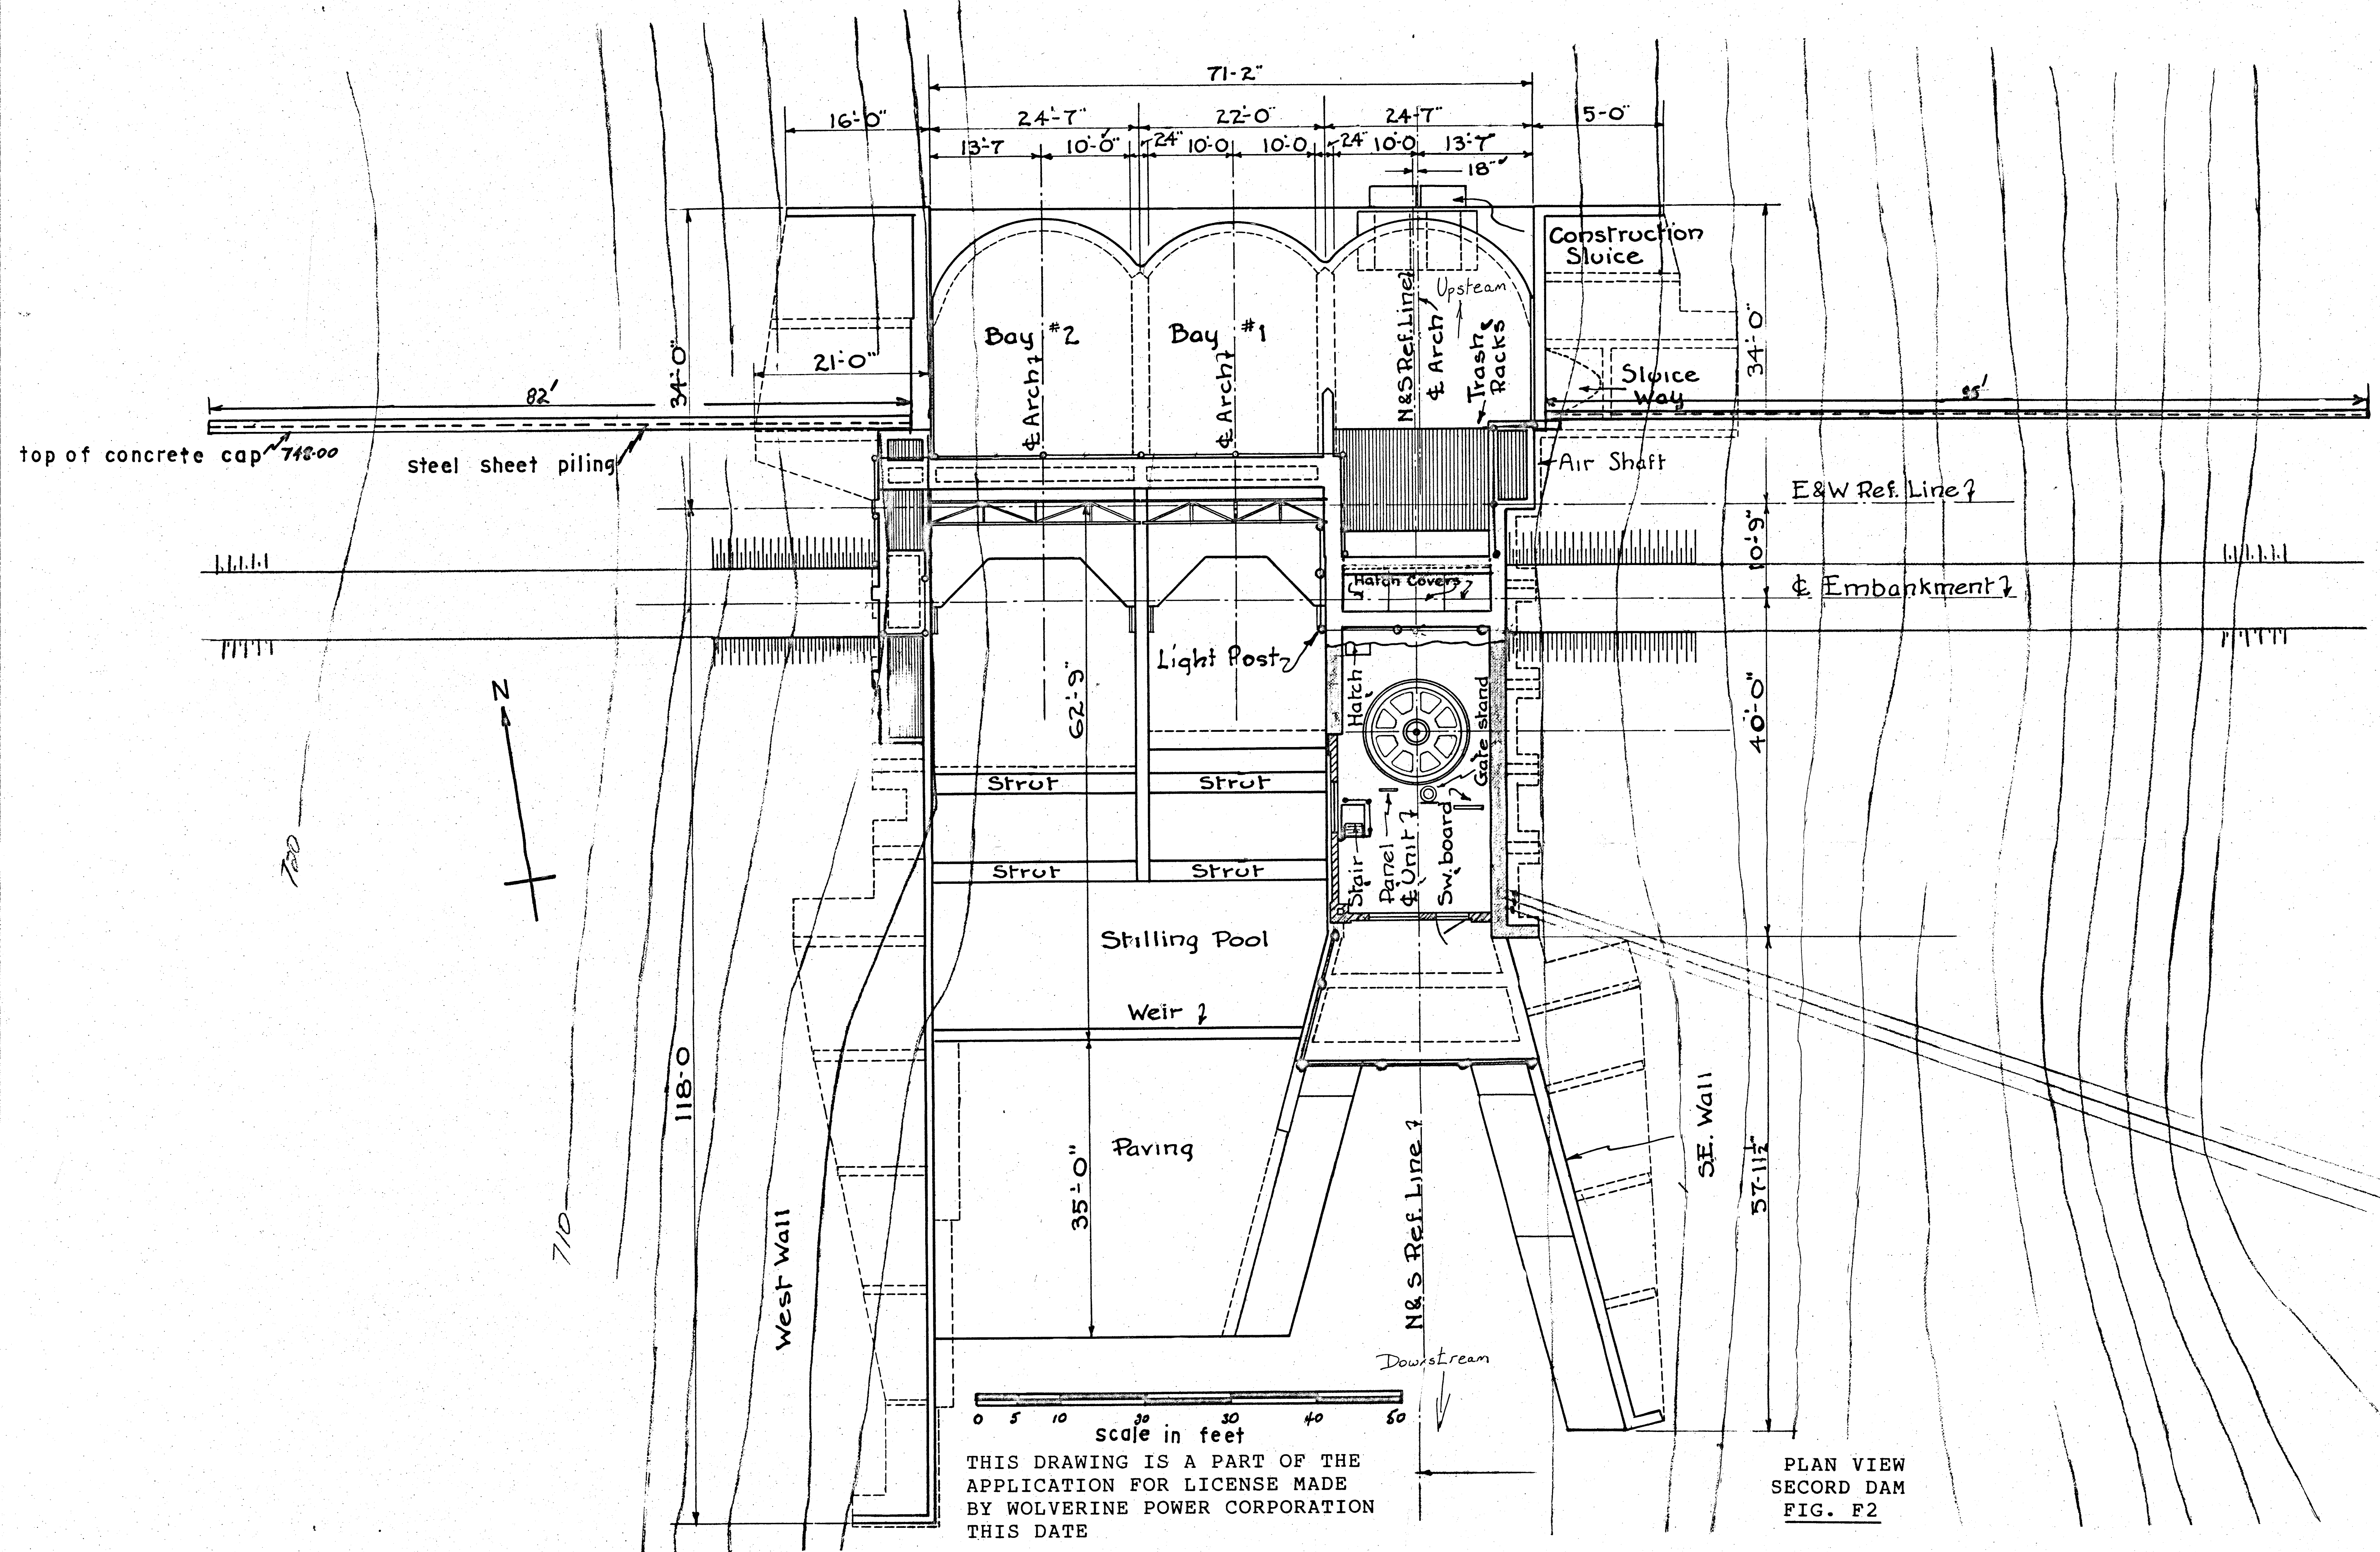 71-2"
16'-0"
24'-7"
22'-0"
24-7"
5-0"
13'-7
10'-0"
24"
10'-0
10'-0
24"
10'-0
13'-7"
18"
Construction
Sluice
Upsteam
N&S Ref. Line
℄ Arch
Trash
Racks
Bay #2
Bay #1
℄ Arch
℄ Arch
34'-0"
34'-0"
21'-0"
Sluice
Way
82'
top of concrete cap 748.00
steel sheet piling
Air Shaft
E&W Ref. Line
10'-9"
Hatch Covers
℄ Embankment
Light Post
N
62'-9"
Hatch
Gate stand
40'-0"
Strut
Strut
Stair
Panel
℄ Unit
Sw. board
Strut
Strut
700
Stilling Pool
Weir
118-0
Paving
35'-0"
N & S Ref. Line
S.E. Wall
57-11½"
710
West Wall
Downstream
0 5 10 20 30 40 50
scale in feet
THIS DRAWING IS A PART OF THE
APPLICATION FOR LICENSE MADE
BY WOLVERINE POWER CORPORATION
THIS DATE
PLAN VIEW
SECORD DAM
FIG. F2